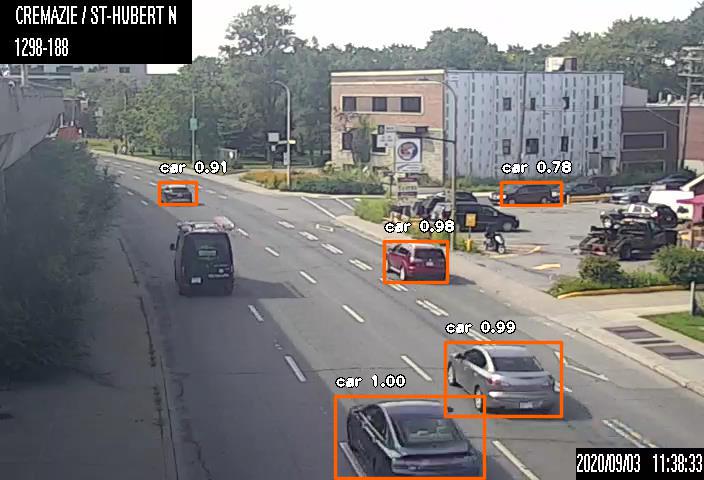 CREMAZIE / ST-HUBERT N
1298-188
car 0.91
car 0.78
car 0.98
car 0.99
car 1.00
2020/09/03 11:38:33